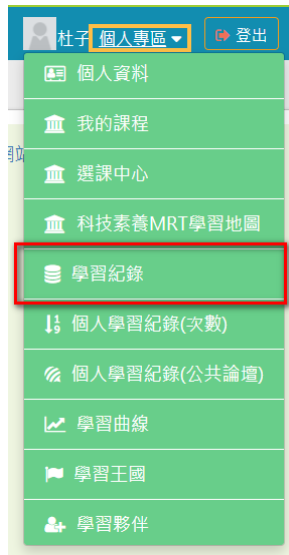 杜子 個人專區 登出
個人資料
我的課程
選課中心
科技素養MRT學習地圖
學習紀錄
個人學習紀錄(次數)
個人學習紀錄(公共論壇)
學習曲線
學習王國
學習夥伴